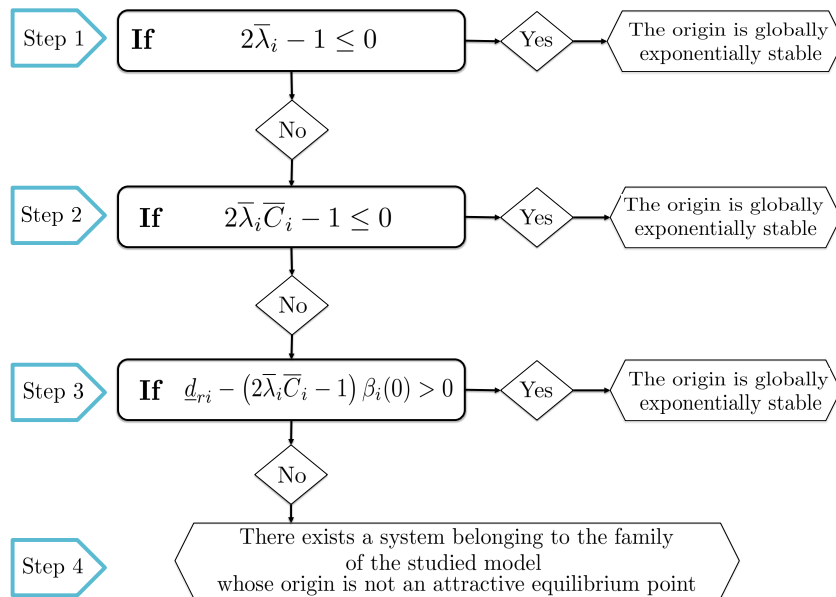 Step 1
If 2λ̅ᵢ − 1 ≤ 0
Yes
The origin is globally
exponentially stable
No
Step 2
If 2λ̅ᵢC̅ᵢ − 1 ≤ 0
Yes
The origin is globally
exponentially stable
No
Step 3
If d̲ᵣᵢ − (2λ̅ᵢC̅ᵢ − 1) βᵢ(0) > 0
Yes
The origin is globally
exponentially stable
No
Step 4
There exists a system belonging to the family
of the studied model
whose origin is not an attractive equilibrium point